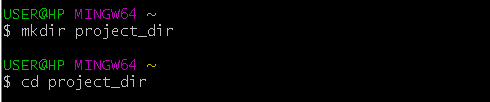 USER@HP MINGW64 ~
$ mkdir project_dir
USER@HP MINGW64 ~
$ cd project_dir